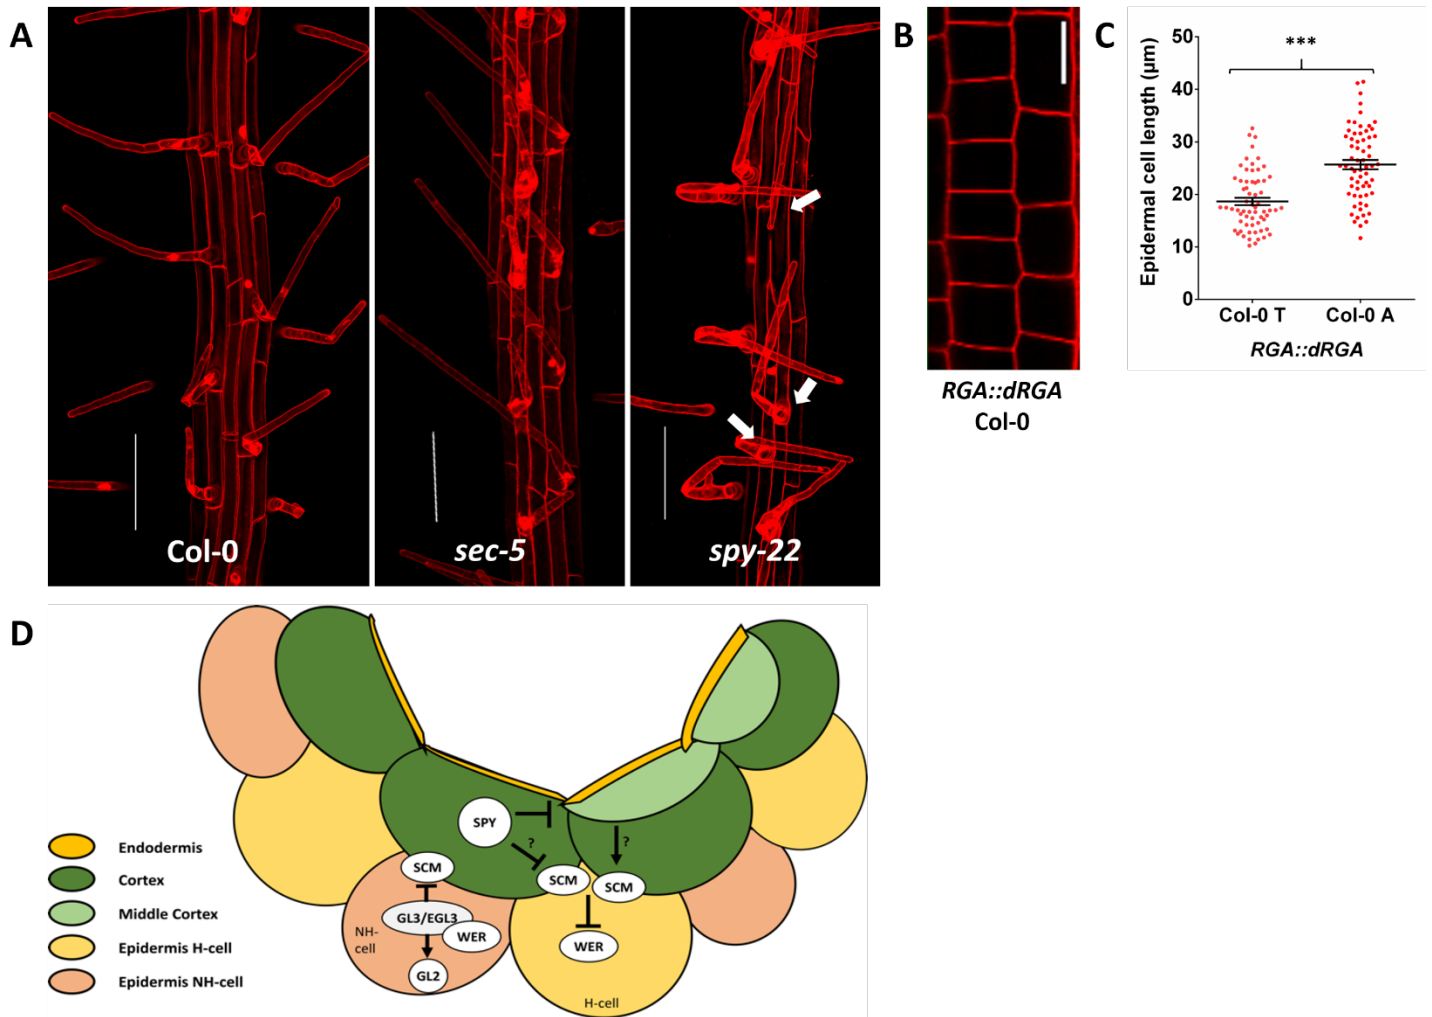 A
B
C
Col-0
sec-5
spy-22
RGA::dRGA
Col-0
Epidermal cell length (µm)
50
40
30
20
10
0
***
Col-0 T
Col-0 A
RGA::dRGA
D
SPY
?
?
SCM
SCM
SCM
GL3/EGL3
WER
WER
NH-
cell
GL2
H-cell
Endodermis
Cortex
Middle Cortex
Epidermis H-cell
Epidermis NH-cell